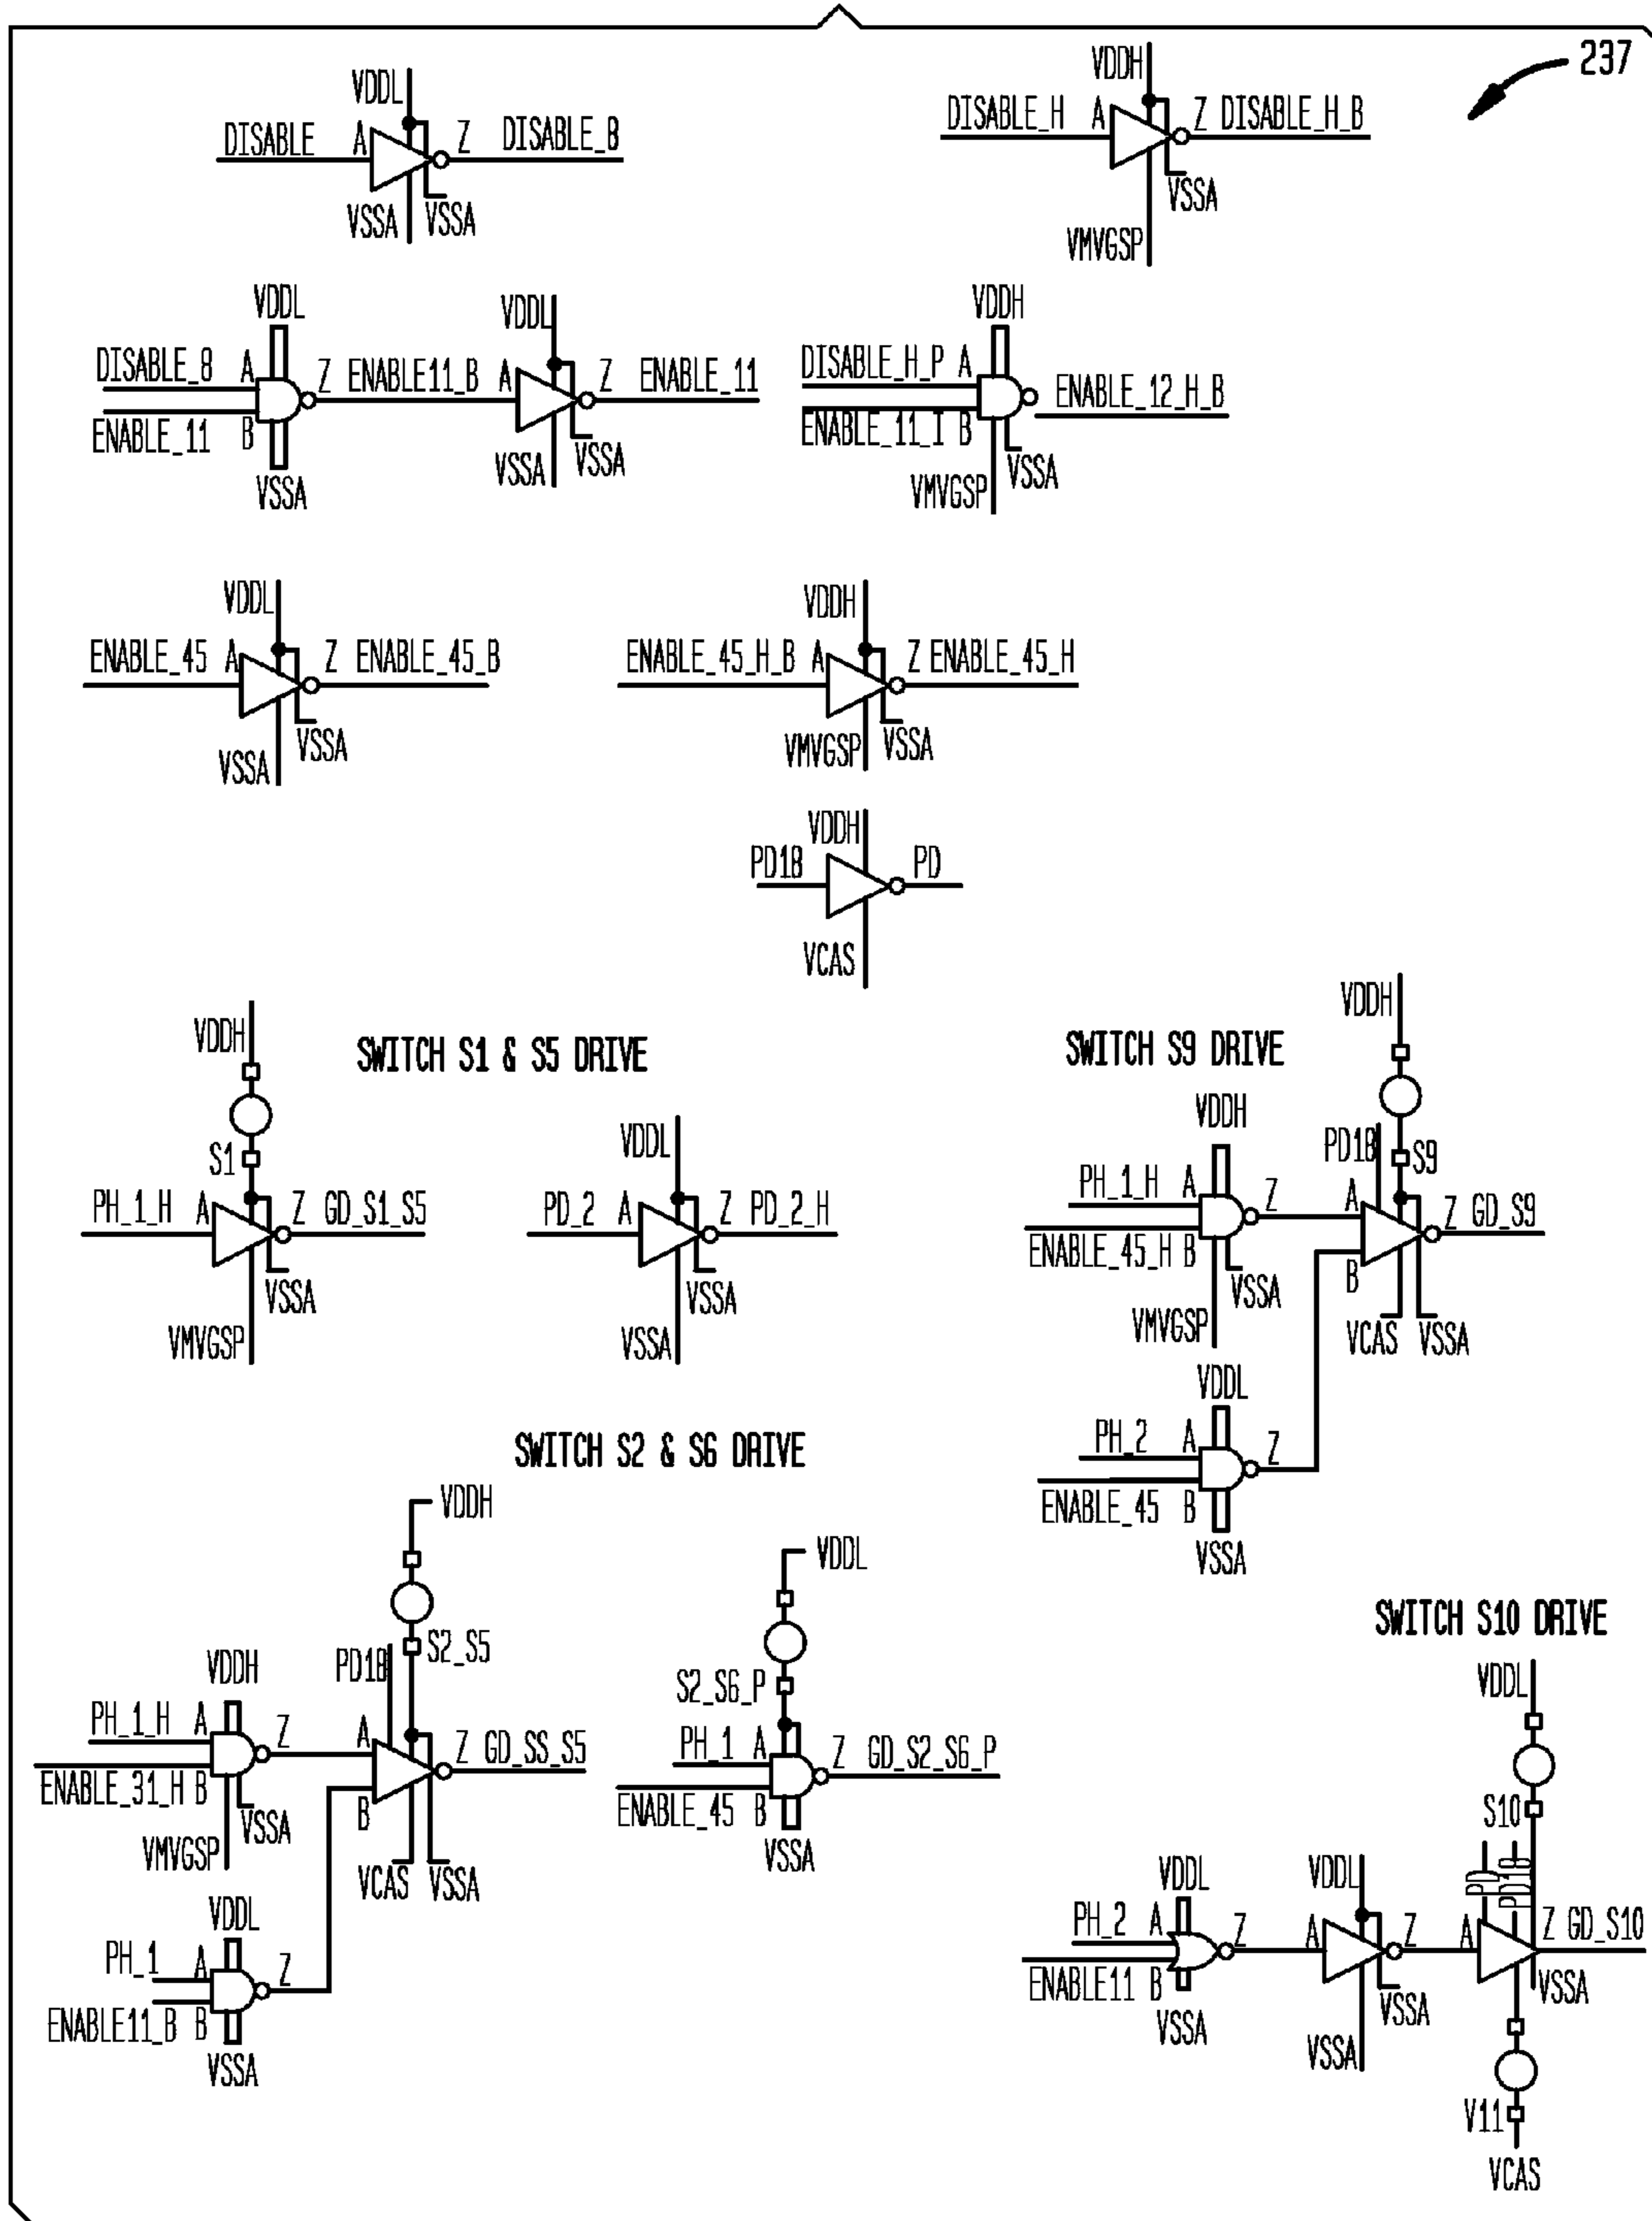 237
VDDL
DISABLE A Z DISABLE_B
VSSA VSSA
VDDH
DISABLE_H A Z DISABLE_H_B
VSSA
VMVGSP
VDDL
DISABLE_8 A
ENABLE_11 B
Z ENABLE11_B
VSSA
VDDL
A Z ENABLE_11
VSSA VSSA
VDDH
DISABLE_H_P A
ENABLE_11_I B
ENABLE_12_H_B
VSSA
VMVGSP
VDDL
ENABLE_45 A Z ENABLE_45_B
VSSA
VSSA
VDDH
ENABLE_45_H_B A Z ENABLE_45_H
VMVGSP VSSA
VDDH
PD1B PD
VCAS
SWITCH S1 & S5 DRIVE
VDDH
S1
PH_1_H A Z GD_S1_S5
VSSA
VMVGSP
VDDL
PD_2 A Z PD_2_H
VSSA
VSSA
SWITCH S9 DRIVE
VDDH
PH_1_H A
ENABLE_45_H B
Z
VSSA
VMVGSP
VDDH
PD1B S9
A
B
Z GD_S9
VCAS VSSA
VDDL
PH_2 A
ENABLE_45 B
Z
VSSA
SWITCH S2 & S6 DRIVE
VDDH
S2_S5
PD1B
VDDH
PH_1_H A
ENABLE_31_H B
Z
VSSA
VMVGSP
A
B
Z GD_SS_S5
VCAS VSSA
VDDL
PH_1 A
ENABLE11_B B
Z
VSSA
VDDL
S2_S6_P
PH_1 A
ENABLE_45 B
Z GD_S2_S6_P
VSSA
SWITCH S10 DRIVE
VDDL
PH_2 A
ENABLE11 B
Z
VSSA
VDDL
A Z
VSSA
VSSA
VDDL
S10
PD
PD1B
A Z GD_S10
VSSA
V11
VCAS